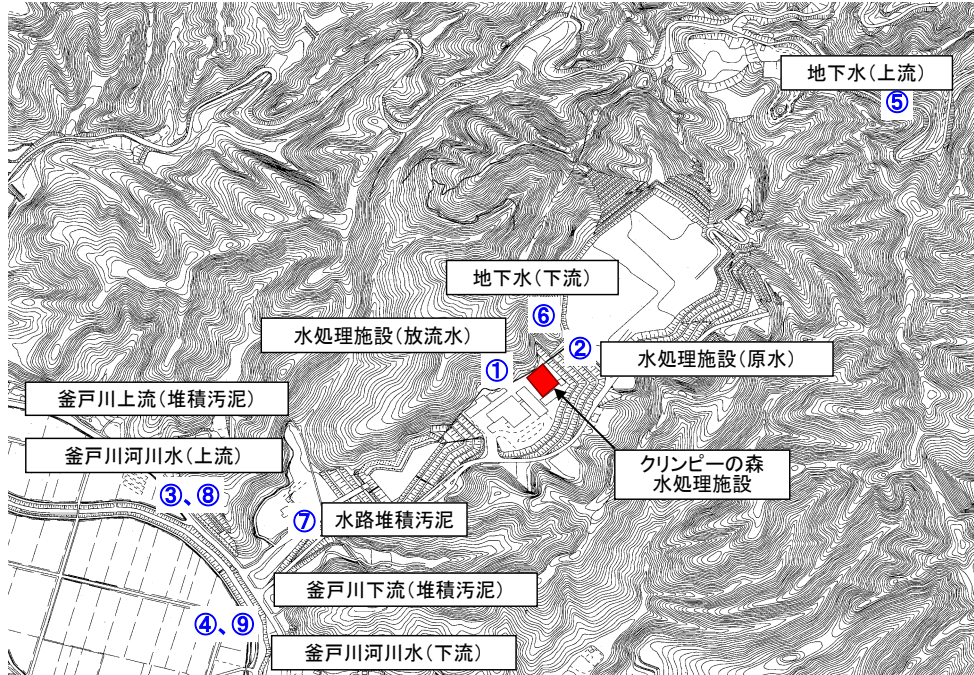 地下水(上流)
⑤
地下水(下流)
⑥
水処理施設(放流水)
①
②
水処理施設(原水)
釜戸川上流(堆積汚泥)
釜戸川河川水(上流)
③、⑧
クリンピーの森
水処理施設
⑦
水路堆積汚泥
釜戸川下流(堆積汚泥)
④、⑨
釜戸川河川水(下流)